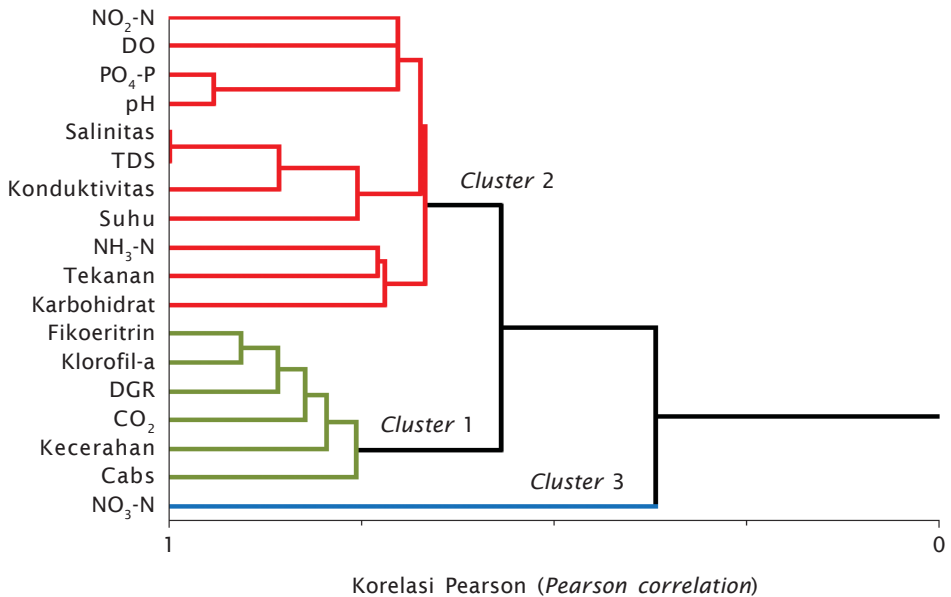 NO₂-N
DO
PO₄-P
pH
Salinitas
TDS
Konduktivitas
Suhu
NH₃-N
Tekanan
Karbohidrat
Fikoeritrin
Klorofil-a
DGR
CO₂
Kecerahan
Cabs
NO₃-N
Cluster 2
Cluster 1
Cluster 3
1
0
Korelasi Pearson (Pearson correlation)